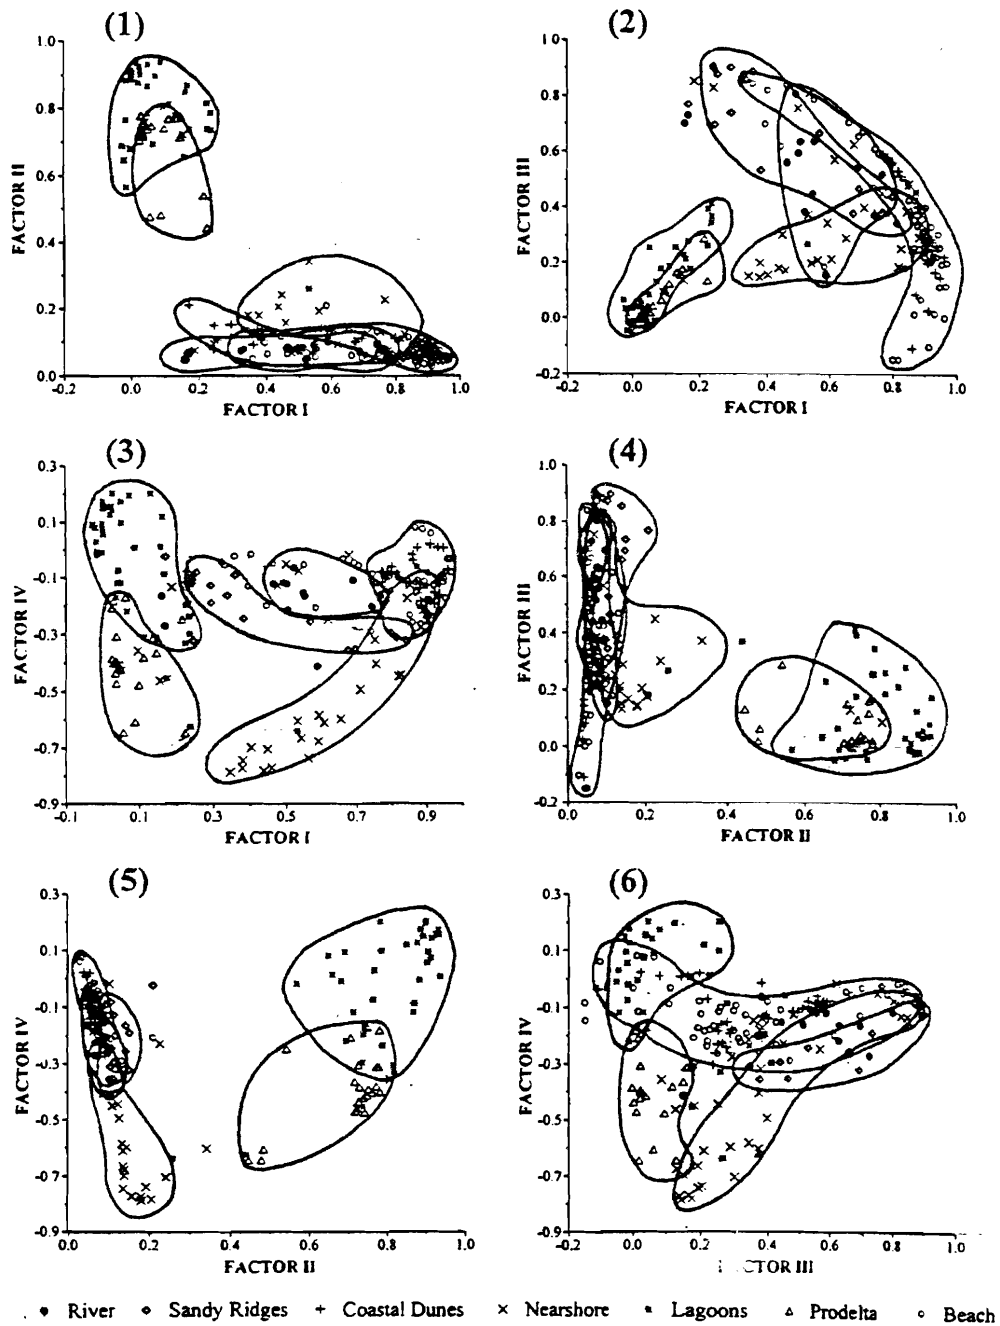 (1)
1.0
0.8
0.6
0.4
0.2
0.0
FACTOR II
-0.2 0.0 0.2 0.4 0.6 0.8 1.0
FACTOR I
(2)
1.0
0.8
0.6
0.4
0.2
0.0
-0.2
FACTOR III
-0.2 0.0 0.2 0.4 0.6 0.8 1.0
FACTOR I
(3)
0.3
0.1
-0.1
-0.3
-0.5
-0.7
-0.9
FACTOR IV
-0.1 0.1 0.3 0.5 0.7 0.9
FACTOR I
(4)
1.0
0.8
0.6
0.4
0.2
0.0
-0.2
FACTOR III
0.0 0.2 0.4 0.6 0.8 1.0
FACTOR II
(5)
0.3
0.1
-0.1
-0.3
-0.5
-0.7
-0.9
FACTOR IV
0.0 0.2 0.4 0.6 0.8 1.0
FACTOR II
(6)
0.3
0.1
-0.1
-0.3
-0.5
-0.7
-0.9
FACTOR IV
-0.2 0.0 0.2 0.4 0.6 0.8 1.0
CTOR III
River Sandy Ridges Coastal Dunes Nearshore Lagoons Prodelta Beach